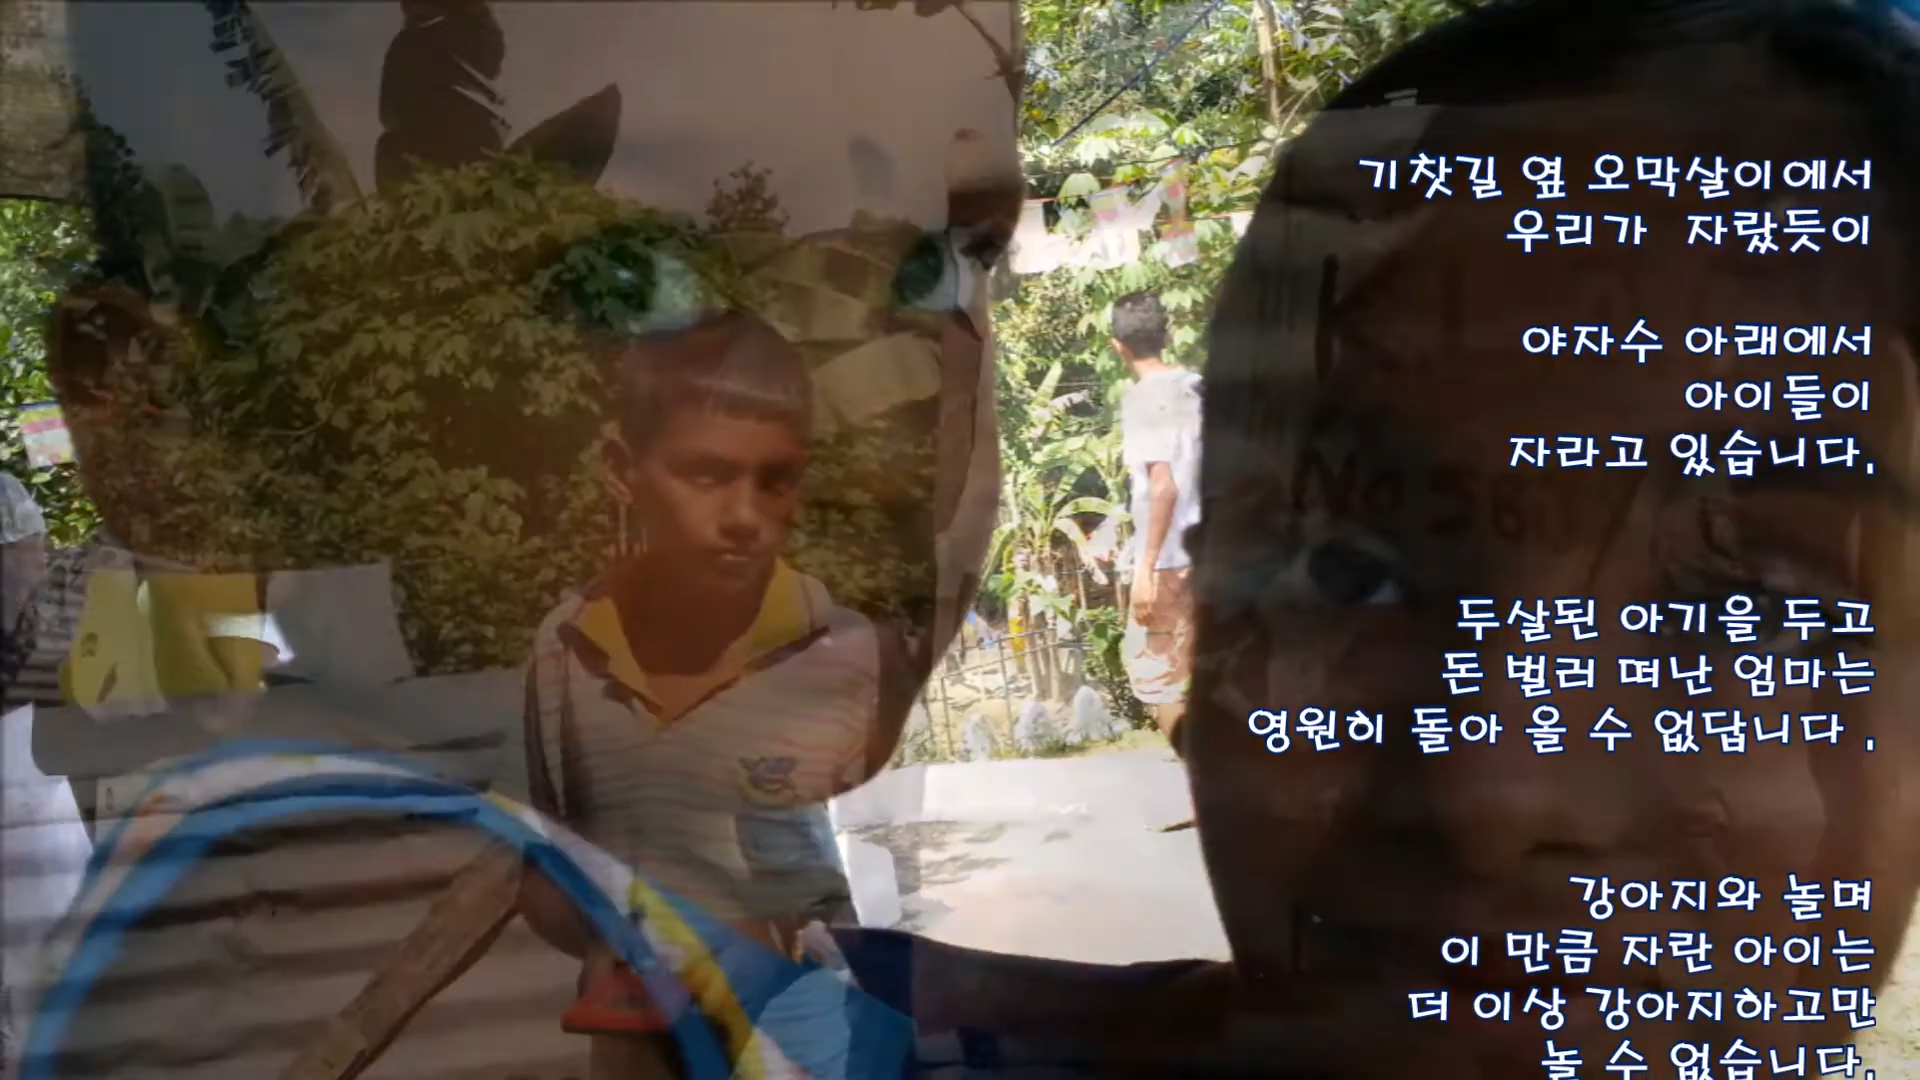 기찻길 옆 오막살이에서
우리가 자랐듯이
야자수 아래에서
아이들이
자라고 있습니다.
두살된 아기을 두고
돈 벌러 떠난 엄마는
영원히 돌아 올 수 없답니다 .
강아지와 놀며
이 만큼 자란 아이는
더 이상 강아지하고만
놀 수 없습니다.